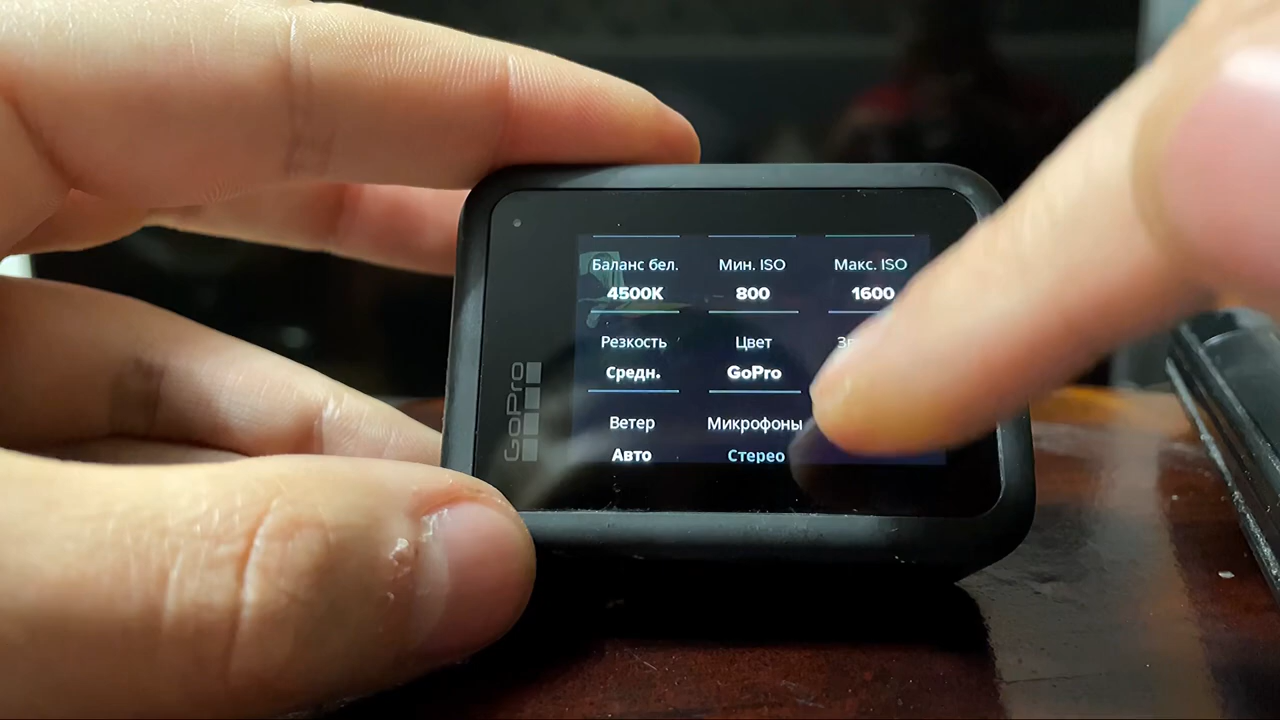 Баланс бел. Мин. ISO Макс. ISO
4500K 800 1600
Резкость Цвет
Средн. GoPro
Ветер Микрофоны
Авто Стерео
GoPro